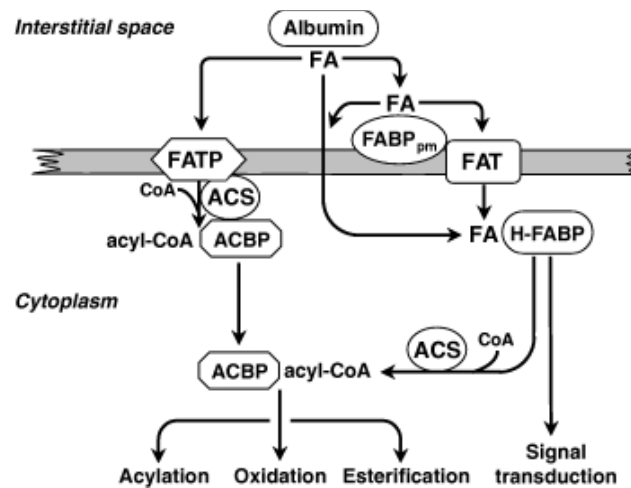 Interstitial space
Albumin
FA
FA
FABPpm
FATP
FAT
CoA
ACS
acyl-CoA
ACBP
FA
H-FABP
Cytoplasm
ACS
CoA
ACBP
acyl-CoA
Acylation
Oxidation
Esterification
Signal
transduction